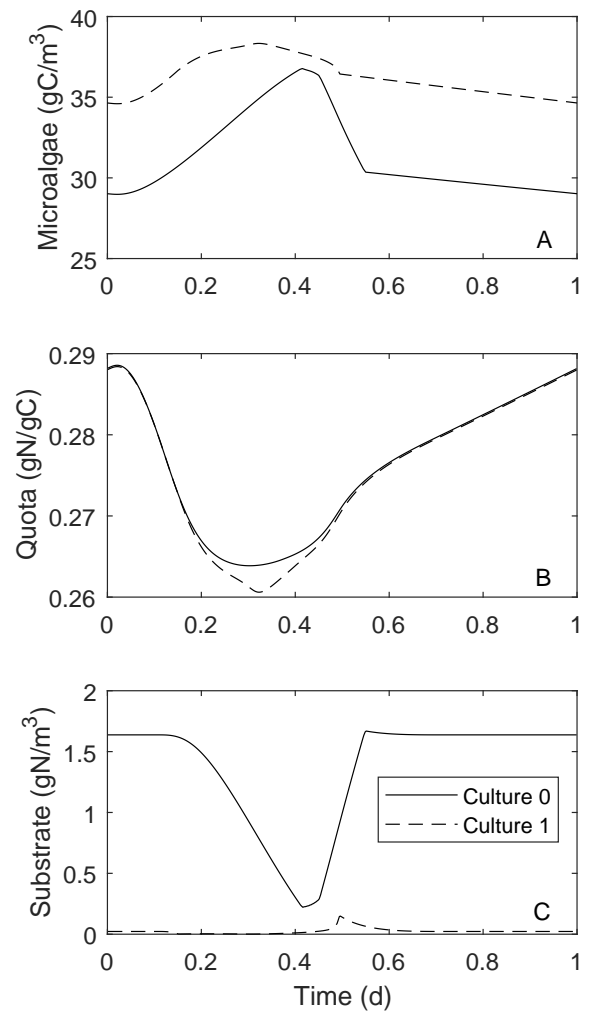 40
35
30
25
Microalgae (gC/m³)
A
0 0.2 0.4 0.6 0.8 1
0.29
0.28
0.27
0.26
Quota (gN/gC)
B
0 0.2 0.4 0.6 0.8 1
2
1.5
1
0.5
0
Substrate (gN/m³)
Culture 0
Culture 1
C
0 0.2 0.4 0.6 0.8 1
Time (d)